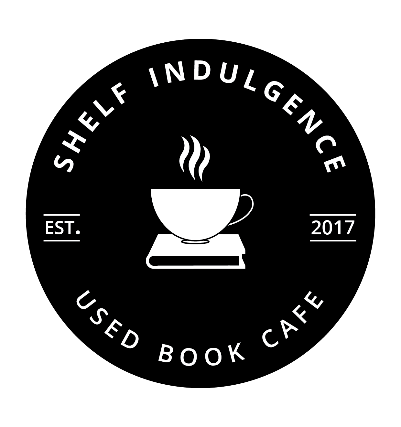 SHELF INDULGENCE
EST.
2017
USED BOOK CAFE